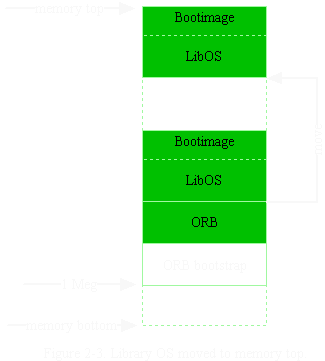 memory top
Bootimage
LibOS
Bootimage
LibOS
ORB
ORB bootstrap
1 Meg
memory bottom
Figure 2-2. Library OS moved to memory top